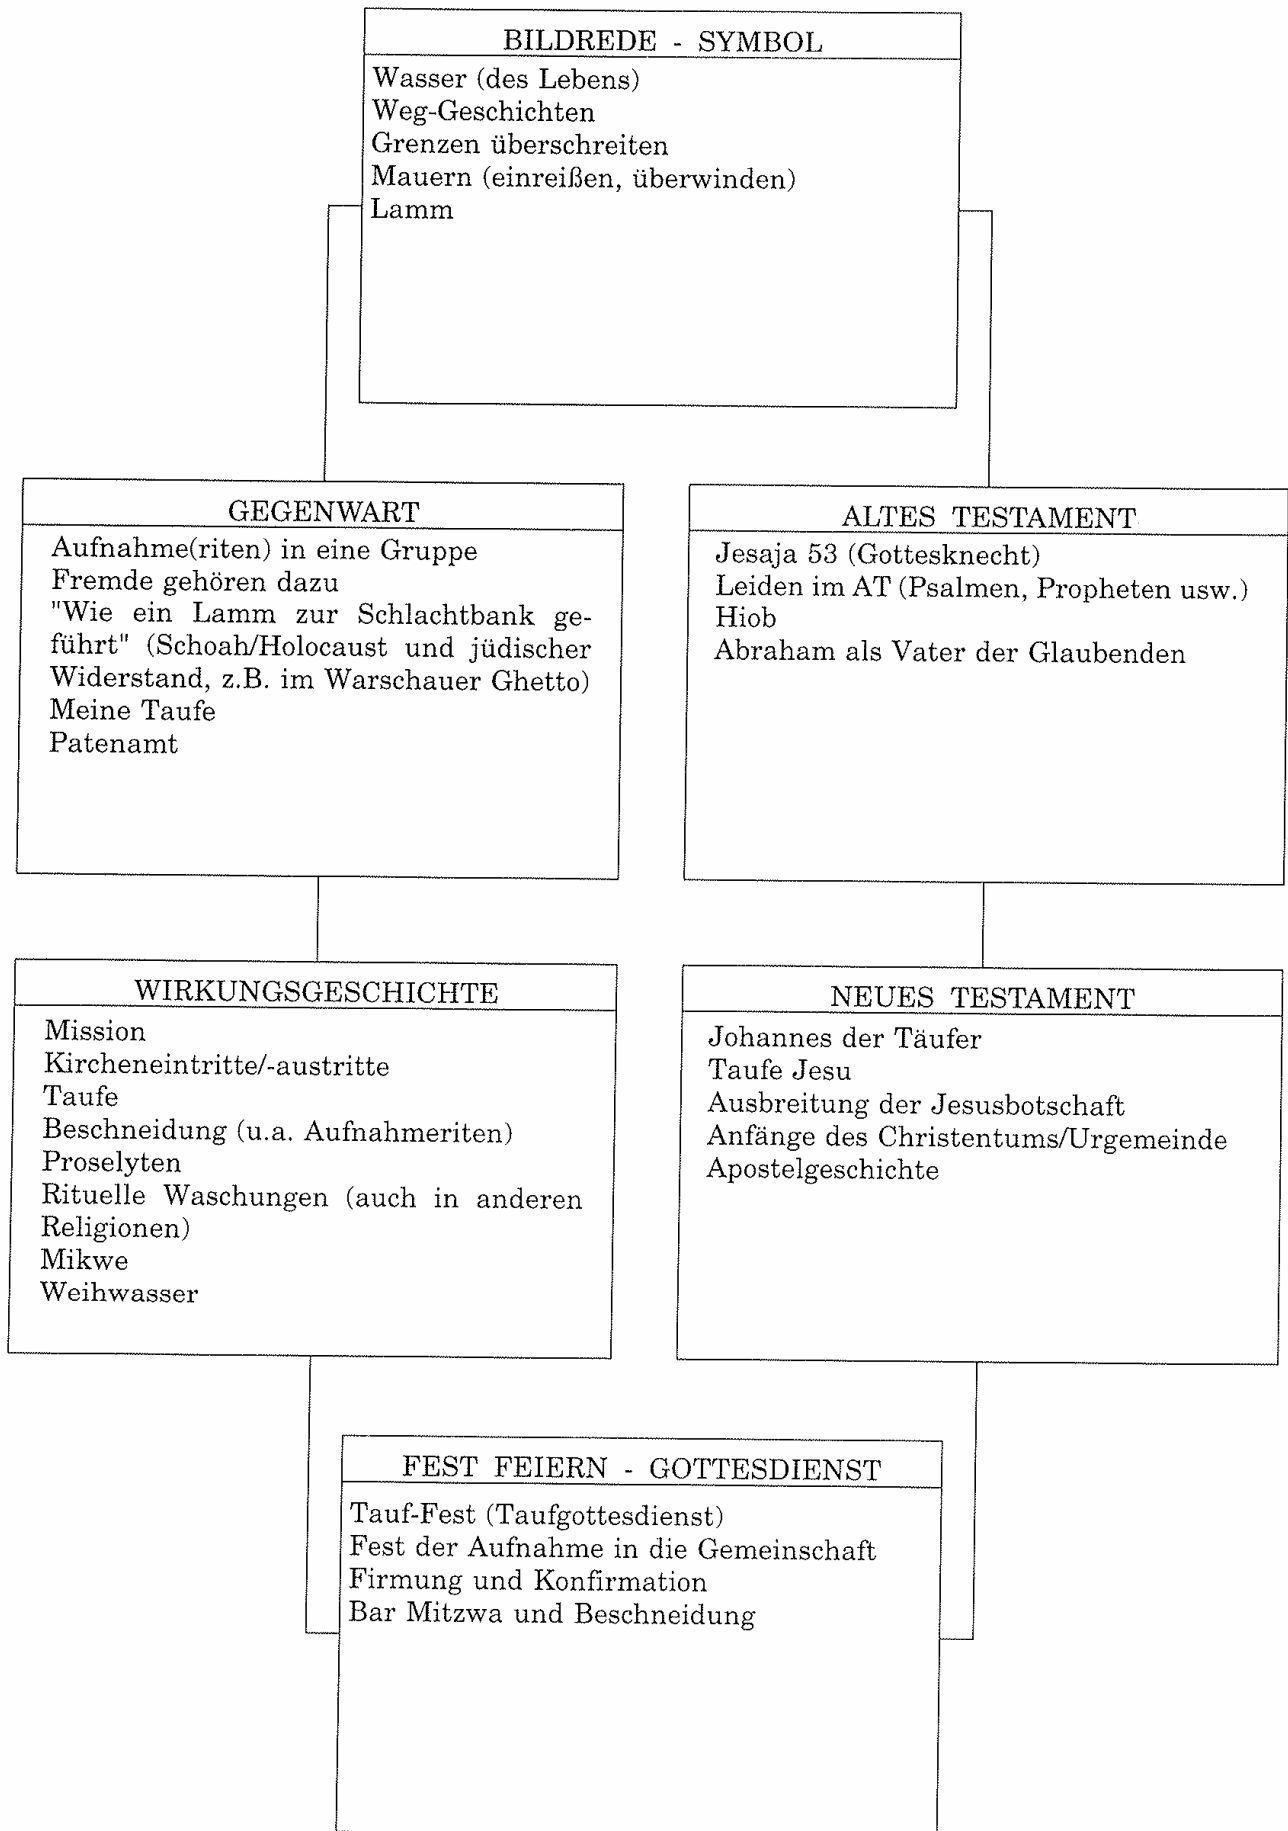 BILDREDE - SYMBOL
Wasser (des Lebens)
Weg-Geschichten
Grenzen überschreiten
Mauern (einreißen, überwinden)
Lamm
GEGENWART
Aufnahme(riten) in eine Gruppe
Fremde gehören dazu
"Wie ein Lamm zur Schlachtbank ge-
führt" (Schoah/Holocaust und jüdischer
Widerstand, z.B. im Warschauer Ghetto)
Meine Taufe
Patenamt
ALTES TESTAMENT
Jesaja 53 (Gottesknecht)
Leiden im AT (Psalmen, Propheten usw.)
Hiob
Abraham als Vater der Glaubenden
WIRKUNGSGESCHICHTE
Mission
Kircheneintritte/-austritte
Taufe
Beschneidung (u.a. Aufnahmeriten)
Proselyten
Rituelle Waschungen (auch in anderen
Religionen)
Mikwe
Weihwasser
NEUES TESTAMENT
Johannes der Täufer
Taufe Jesu
Ausbreitung der Jesusbotschaft
Anfänge des Christentums/Urgemeinde
Apostelgeschichte
FEST FEIERN - GOTTESDIENST
Tauf-Fest (Taufgottesdienst)
Fest der Aufnahme in die Gemeinschaft
Firmung und Konfirmation
Bar Mitzwa und Beschneidung